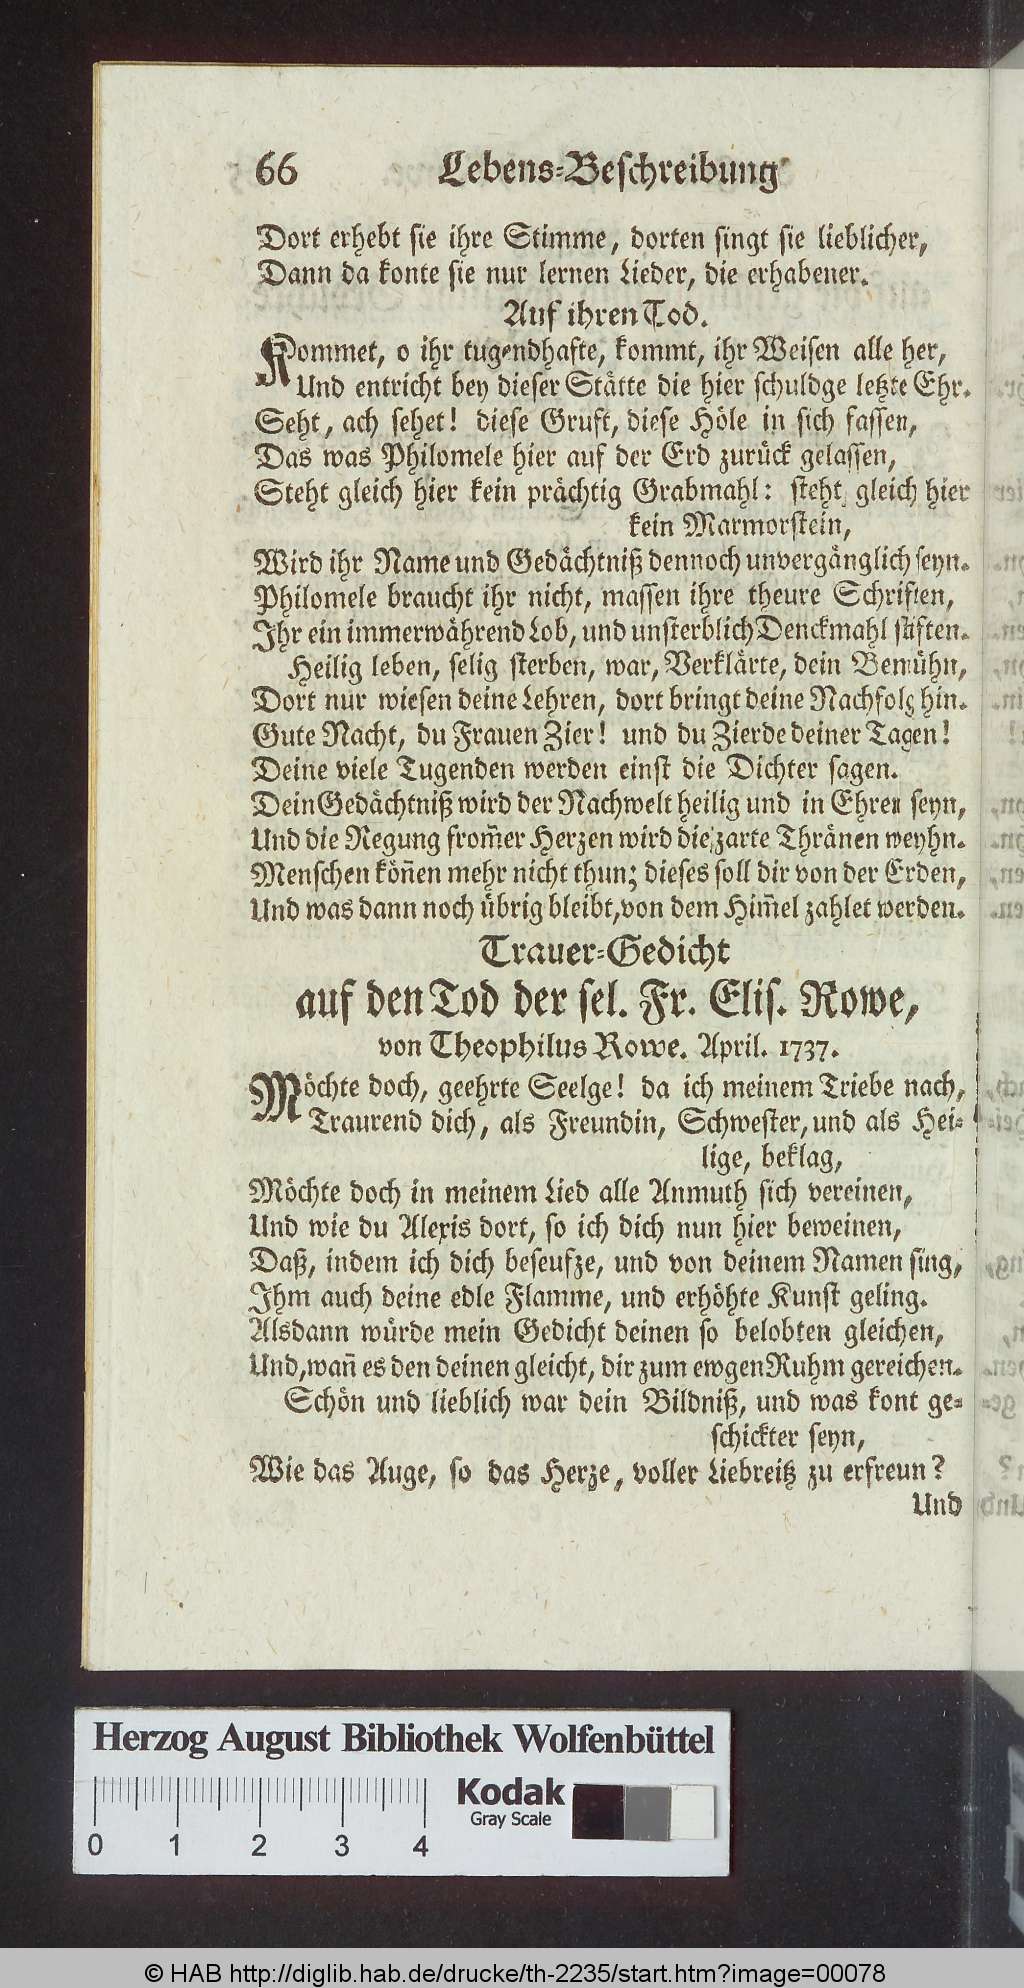 66 Lebens-Beschreibung
Dort erhebt sie ihre Stimme, dorten singt sie lieblicher,
Dann da konte sie nur lernen Lieder, die erhabener.
Auf ihren Tod.
Kommet, o ihr tugendhafte, kommt, ihr Weisen alle her,
Und entricht bey dieser Stätte die hier schuldge letzte Ehr.
Seht, ach sehet! diese Gruft, diese Höle in sich fassen,
Das was Philomele hier auf der Erd zurück gelassen,
Steht gleich hier kein prächtig Grabmahl: steht gleich hier
kein Marmorstein,
Wird ihr Name und Gedächtniß dennoch unvergänglich seyn.
Philomele braucht ihr nicht, massen ihre theure Schriften,
Ihr ein immerwährend Lob, und unsterblich Denckmahl stiften.
Heilig leben, selig sterben, war, Verklärte, dein Bemühn,
Dort nur wiesen deine Lehren, dort bringt deine Nachfolg hin.
Gute Nacht, du Frauen Zier! und du Zierde deiner Tagen!
Deine viele Tugenden werden einst die Dichter sagen.
Dein Gedächtniß wird der Nachwelt heilig und in Ehren seyn,
Und die Regung from̃er Herzen wird die zarte Thränen weyhn.
Menschen köñen mehr nicht thun; dieses soll dir von der Erden,
Und was dann noch übrig bleibt, von dem Him̃el zahlet werden.
Trauer-Gedicht
auf den Tod der sel. Fr. Elis. Rowe,
von Theophilus Rowe. April. 1737.
Möchte doch, geehrte Seelge! da ich meinem Triebe nach,
Traurend dich, als Freundin, Schwester, und als Hei-
lige, beklag,
Möchte doch in meinem Lied alle Anmuth sich vereinen,
Und wie du Alexis dort, so ich dich nun hier beweinen,
Daß, indem ich dich beseufze, und von deinem Namen sing,
Ihm auch deine edle Flamme, und erhöhte Kunst geling.
Alsdann würde mein Gedicht deinen so belobten gleichen,
Und, wañ es den deinen gleicht, dir zum ewgen Ruhm gereichen.
Schön und lieblich war dein Bildniß, und was kont ge-
schickter seyn,
Wie das Auge, so das Herze, voller Liebreitz zu erfreun?
Und
Herzog August Bibliothek Wolfenbüttel
Kodak
Gray Scale
0 1 2 3 4
© HAB http://diglib.hab.de/drucke/th-2235/start.htm?image=00078